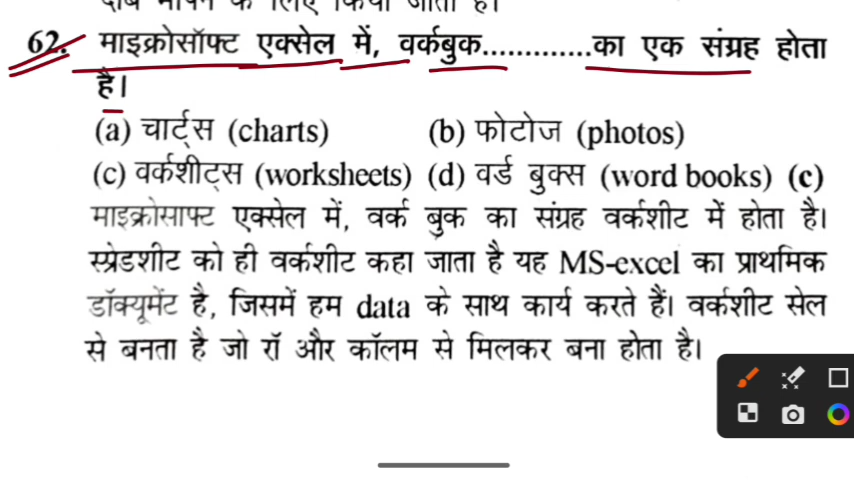 दाब मापन के लिए किया जाता है।
62. माइक्रोसॉफ्ट एक्सेल में, वर्कबुक.............का एक संग्रह होता
है।
(a) चार्ट्स (charts) (b) फोटोज (photos)
(c) वर्कशीट्स (worksheets) (d) वर्ड बुक्स (word books) (c)
माइक्रोसाफ्ट एक्सेल में, वर्क बुक का संग्रह वर्कशीट में होता है।
स्प्रेडशीट को ही वर्कशीट कहा जाता है यह MS-excel का प्राथमिक
डॉक्यूमेंट है, जिसमें हम data के साथ कार्य करते हैं। वर्कशीट सेल
से बनता है जो रॉ और कॉलम से मिलकर बना होता है।